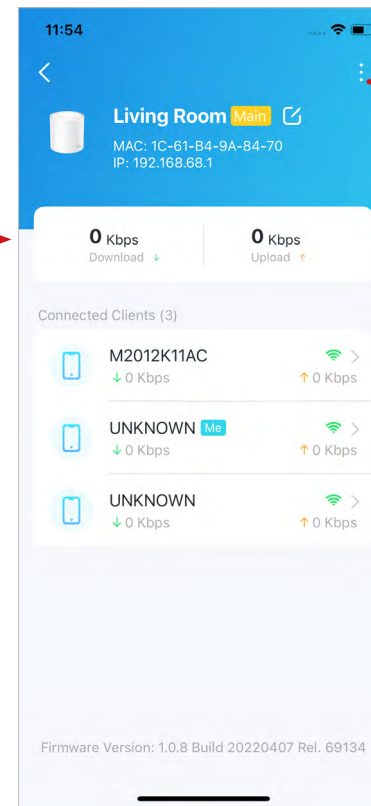 11:54
Living Room Main
MAC: 1C-61-B4-9A-84-70
IP: 192.168.68.1
0 Kbps 0 Kbps
Download ↓ Upload ↑
Connected Clients (3)
M2012K11AC
↓ 0 Kbps ↑ 0 Kbps
UNKNOWN Me
↓ 0 Kbps ↑ 0 Kbps
UNKNOWN
↓ 0 Kbps ↑ 0 Kbps
Firmware Version: 1.0.8 Build 20220407 Rel. 69134